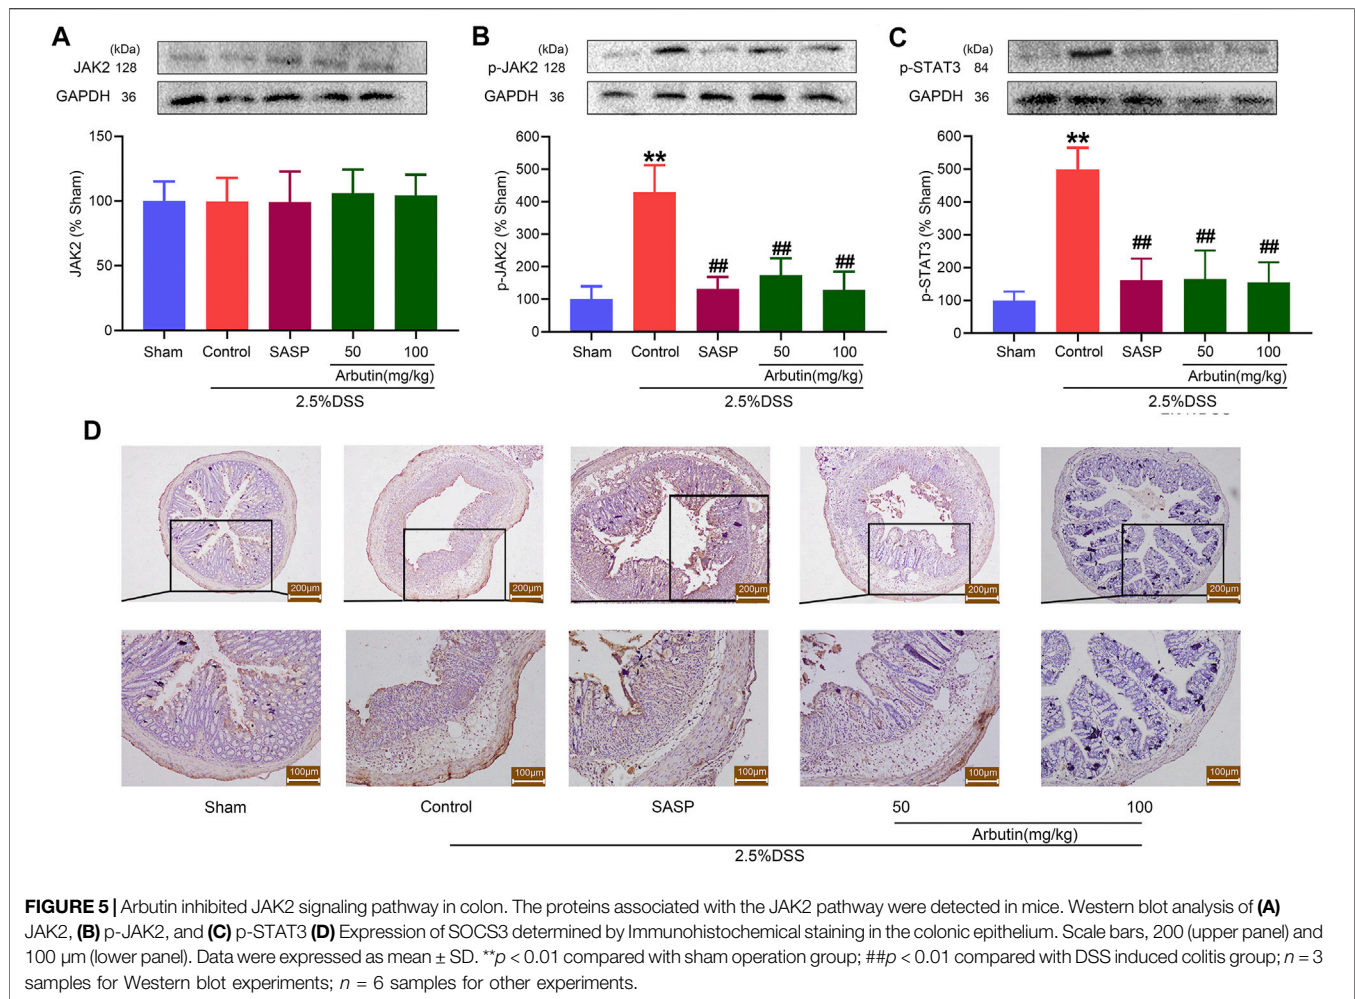 A
(kDa)
JAK2 128
GAPDH 36
JAK2 (% Sham)
150
100
50
0
Sham Control SASP 50 100
Arbutin(mg/kg)
2.5%DSS
B
(kDa)
p-JAK2 128
GAPDH 36
p-JAK2 (% Sham)
600
500
400
300
200
100
0
**
##
##
##
Sham Control SASP 50 100
Arbutin(mg/kg)
2.5%DSS
C
(kDa)
p-STAT3 84
GAPDH 36
p-STAT3 (% Sham)
600
500
400
300
200
100
0
**
##
##
##
Sham Control SASP 50 100
Arbutin(mg/kg)
2.5%DSS
D
200μm 200μm 200μm 200μm 200μm
100μm 100μm 100μm 100μm 100μm
Sham Control SASP 50 100
Arbutin(mg/kg)
2.5%DSS
FIGURE 5 | Arbutin inhibited JAK2 signaling pathway in colon. The proteins associated with the JAK2 pathway were detected in mice. Western blot analysis of (A)
JAK2, (B) p-JAK2, and (C) p-STAT3 (D) Expression of SOCS3 determined by Immunohistochemical staining in the colonic epithelium. Scale bars, 200 (upper panel) and
100 μm (lower panel). Data were expressed as mean ± SD. **p < 0.01 compared with sham operation group; ##p < 0.01 compared with DSS induced colitis group; n = 3
samples for Western blot experiments; n = 6 samples for other experiments.